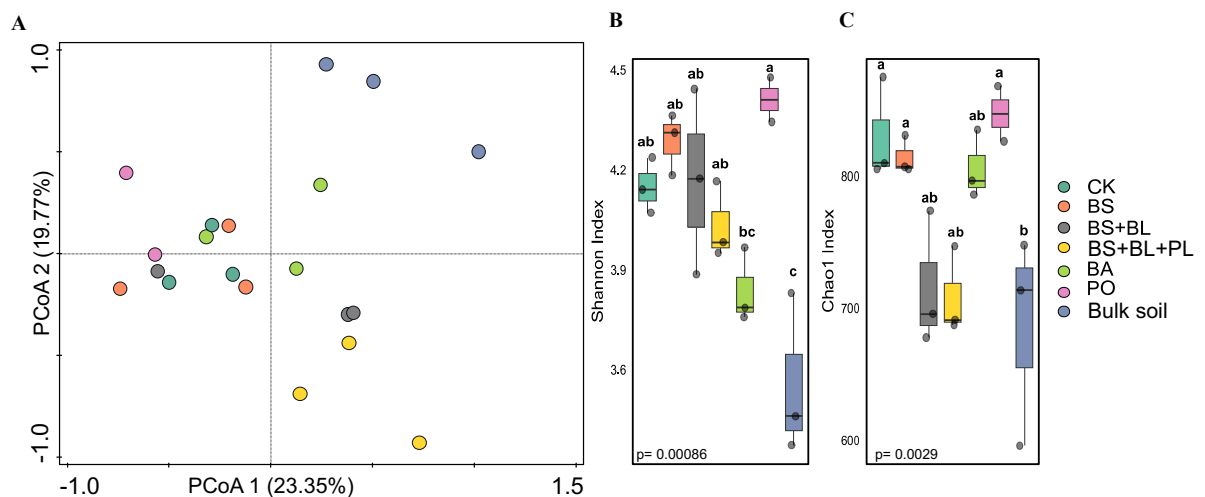 A
1.0
PCoA 2 (19.77%)
-1.0
-1.0
PCoA 1 (23.35%)
1.5
B
4.5
4.2
3.9
3.6
Shannon Index
ab
ab
ab
ab
bc
a
c
p= 0.00086
C
800
700
600
Chao1 Index
a
a
ab
ab
ab
a
b
p= 0.0029
CK
BS
BS+BL
BS+BL+PL
BA
PO
Bulk soil